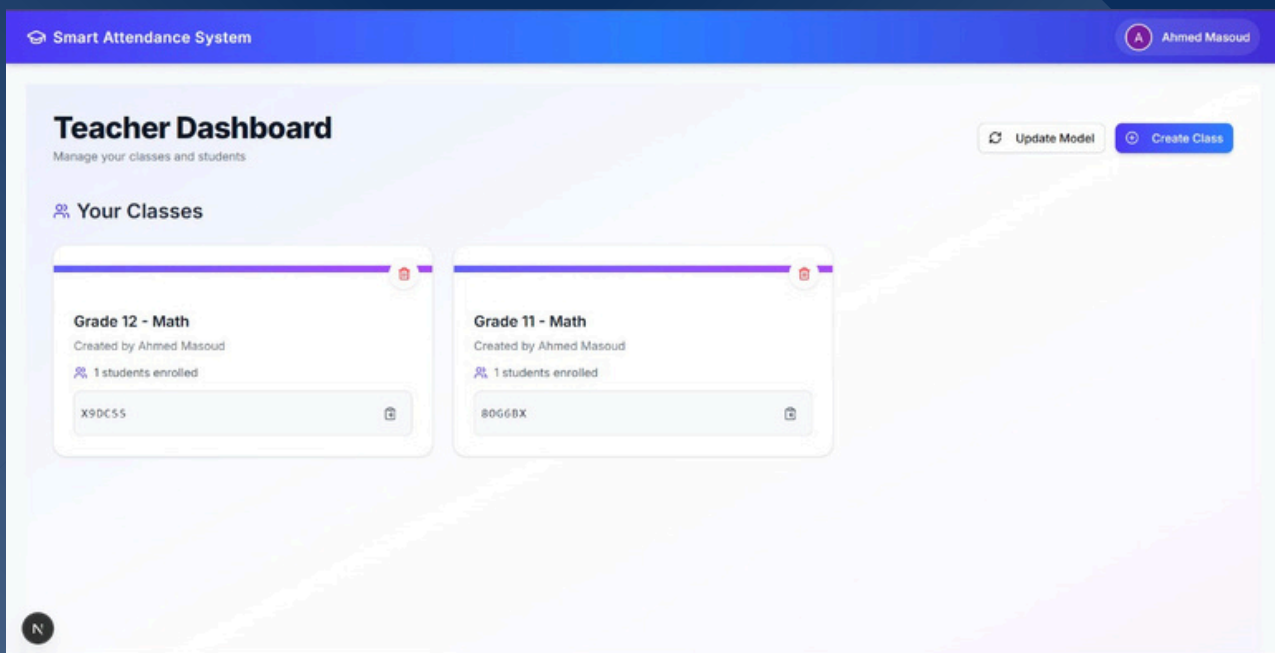 Smart Attendance System
A Ahmed Masoud
Teacher Dashboard
Manage your classes and students
Update Model
Create Class
Your Classes
Grade 12 - Math
Created by Ahmed Masoud
1 students enrolled
X9DCSS
Grade 11 - Math
Created by Ahmed Masoud
1 students enrolled
80G6BX
N